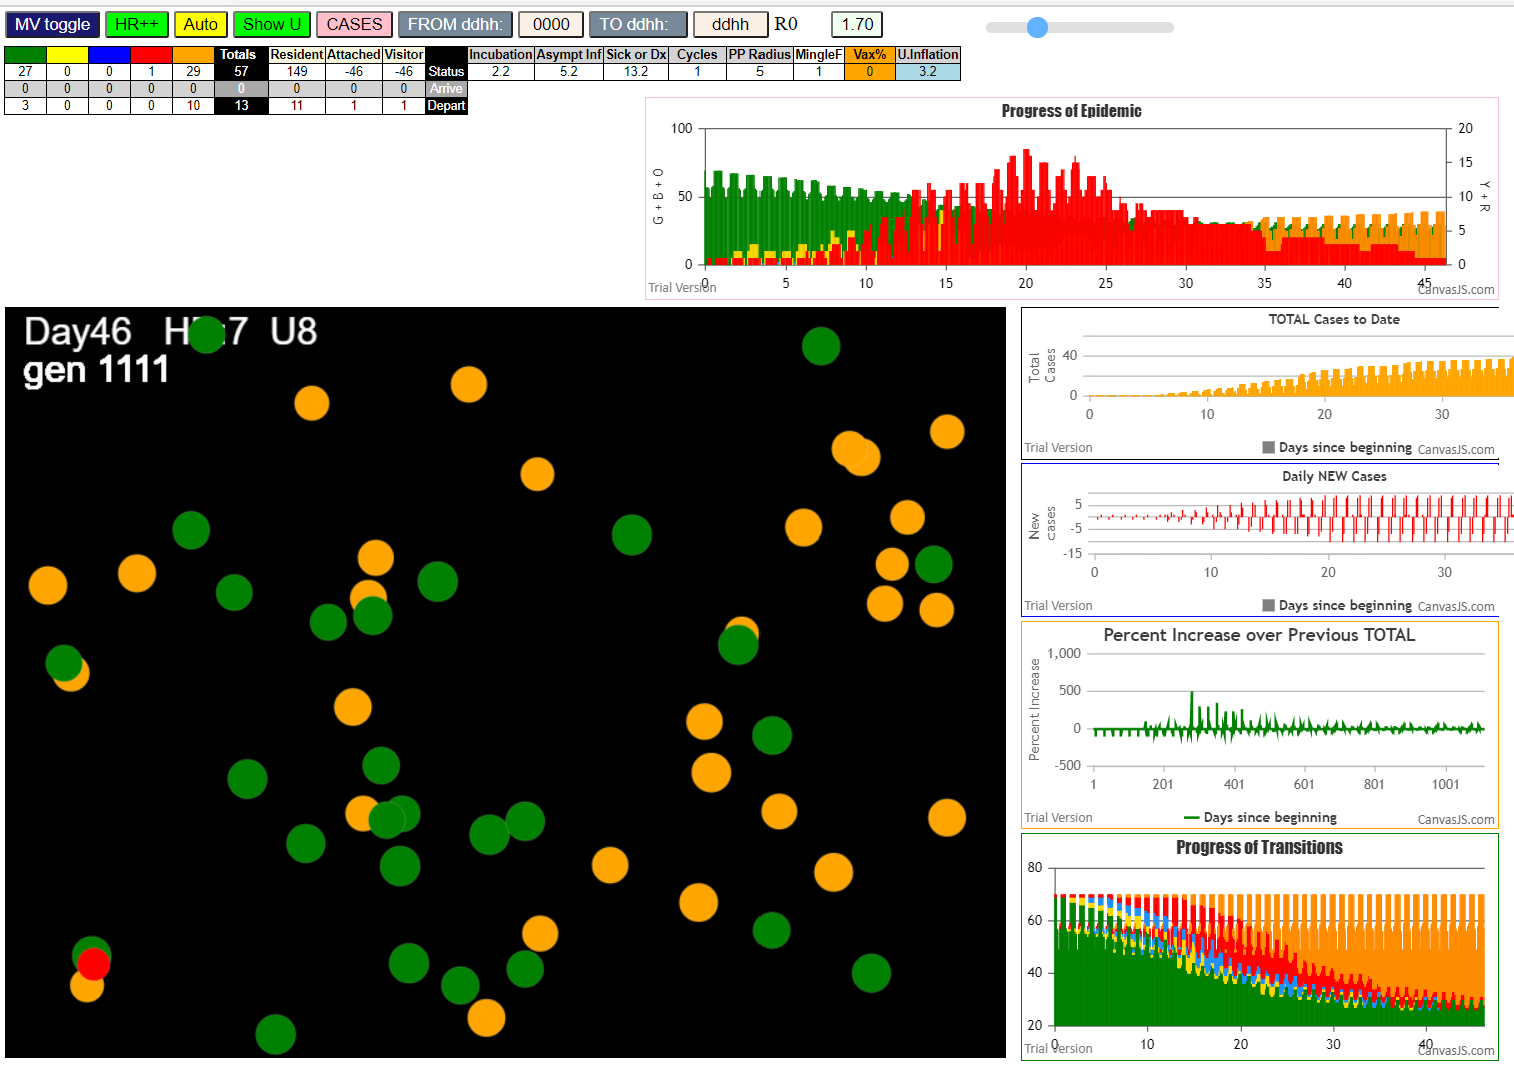 MV toggle HR++ Auto Show U CASES FROM ddhh: 0000 TO ddhh: ddhh R0 1.70
Totals Resident Attached Visitor Incubation Asympt Inf Sick or Dx Cycles PP Radius MingleF Vax% U.Inflation
27 0 0 1 29 57 149 -46 -46 Status 2.2 5.2 13.2 1 5 1 0 3.2
0 0 0 0 0 0 0 0 0 Arrive
3 0 0 0 10 13 11 1 1 Depart
Progress of Epidemic
100 20
15
50 10
5
0 0
G + B + O
Y + R
0 5 10 15 20 25 30 35 40 45
Trial Version CanvasJS.com
Day46 :7 U8
gen 1111
TOTAL Cases to Date
Total Cases
40
0
0 10 20 30
Days since beginning
Trial Version CanvasJS.com
Daily NEW Cases
New cases
5
-5
-15
0 10 20 30
Days since beginning
Trial Version CanvasJS.com
Percent Increase over Previous TOTAL
Percent Increase
1,000
500
0
-500
1 201 401 601 801 1001
Days since beginning
Trial Version CanvasJS.com
Progress of Transitions
80
60
40
20
0 10 20 30 40
Trial Version CanvasJS.com